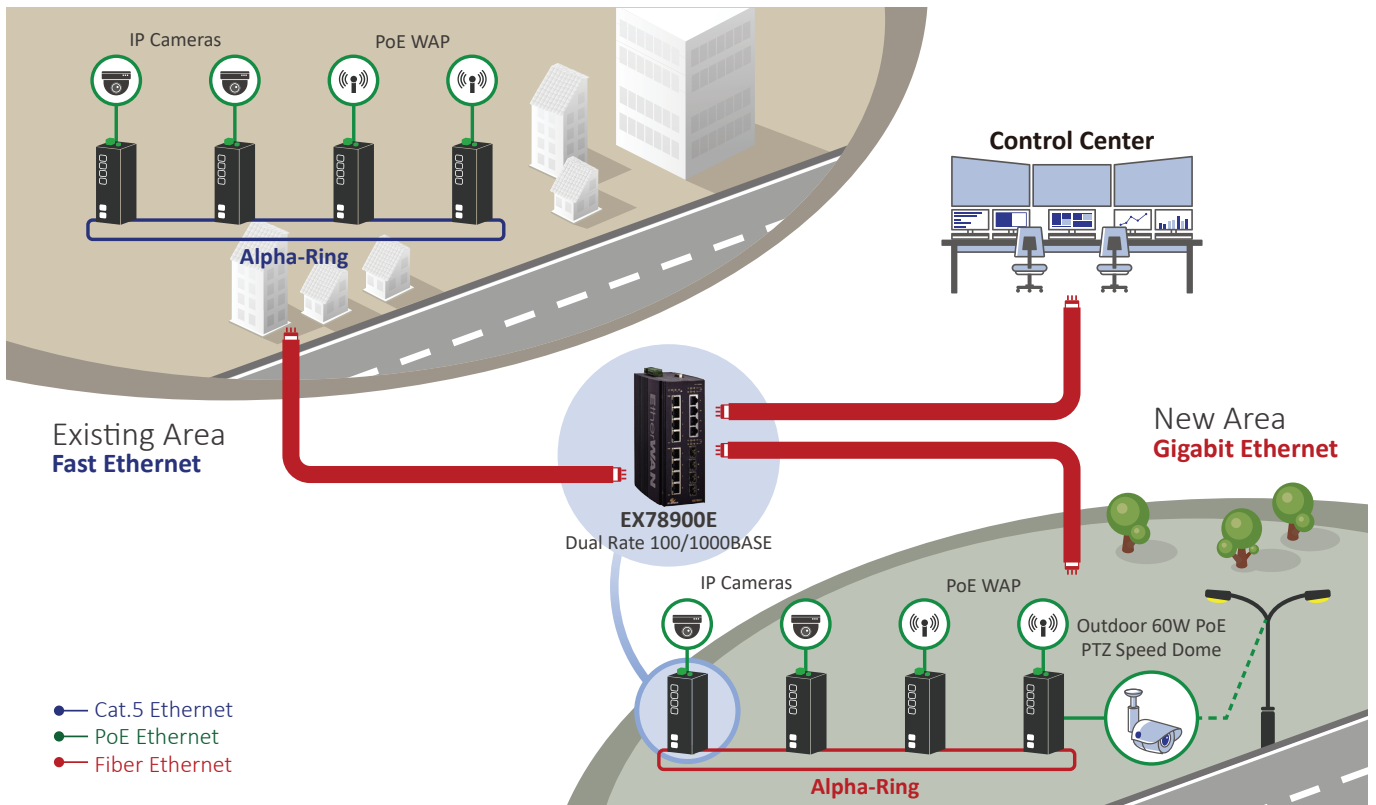 IP Cameras
PoE WAP
Alpha-Ring
Control Center
Existing Area
Fast Ethernet
EtherWAN
EX78900E
Dual Rate 100/1000BASE
New Area
Gigabit Ethernet
IP Cameras
PoE WAP
Outdoor 60W PoE
PTZ Speed Dome
Alpha-Ring
Cat.5 Ethernet
PoE Ethernet
Fiber Ethernet